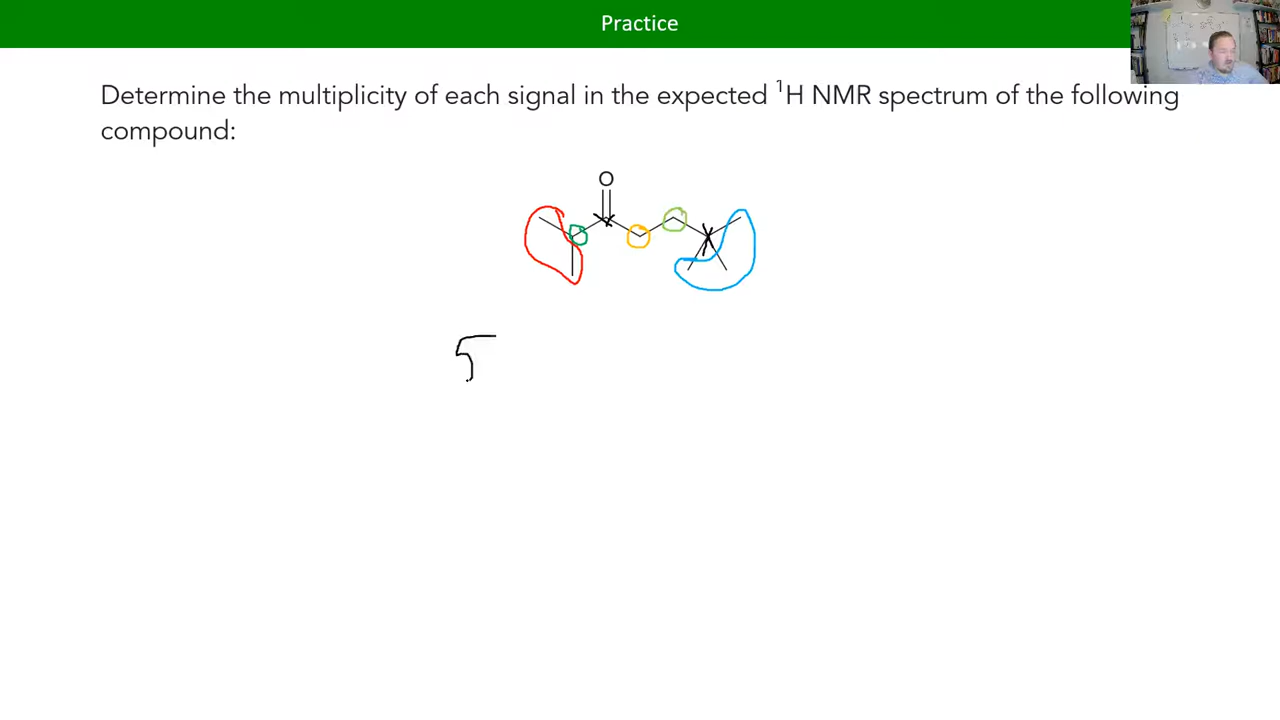 Practice
Determine the multiplicity of each signal in the expected ¹H NMR spectrum of the following
compound:
O
5